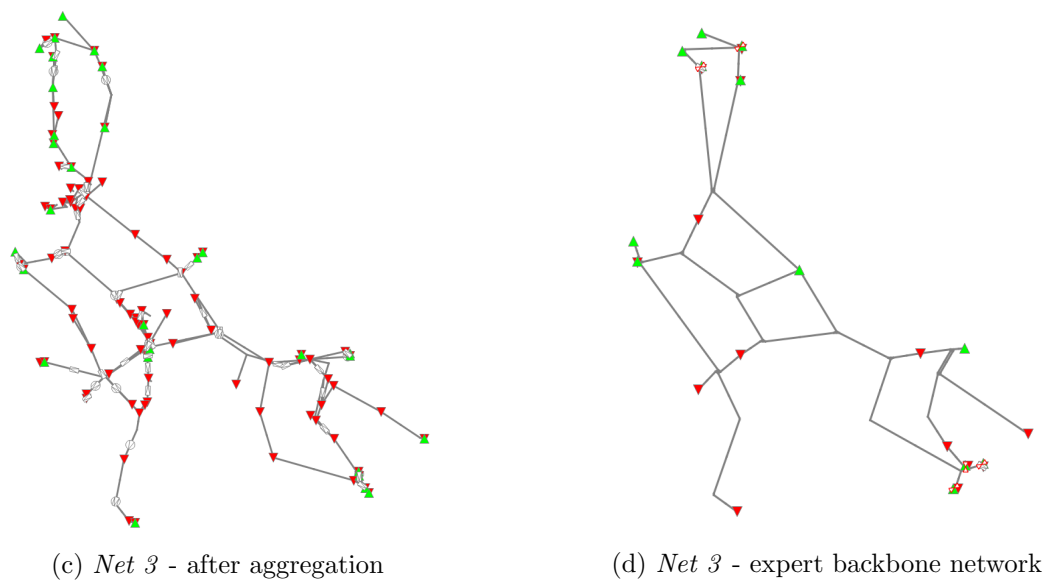 (c) Net 3 - after aggregation
(d) Net 3 - expert backbone network